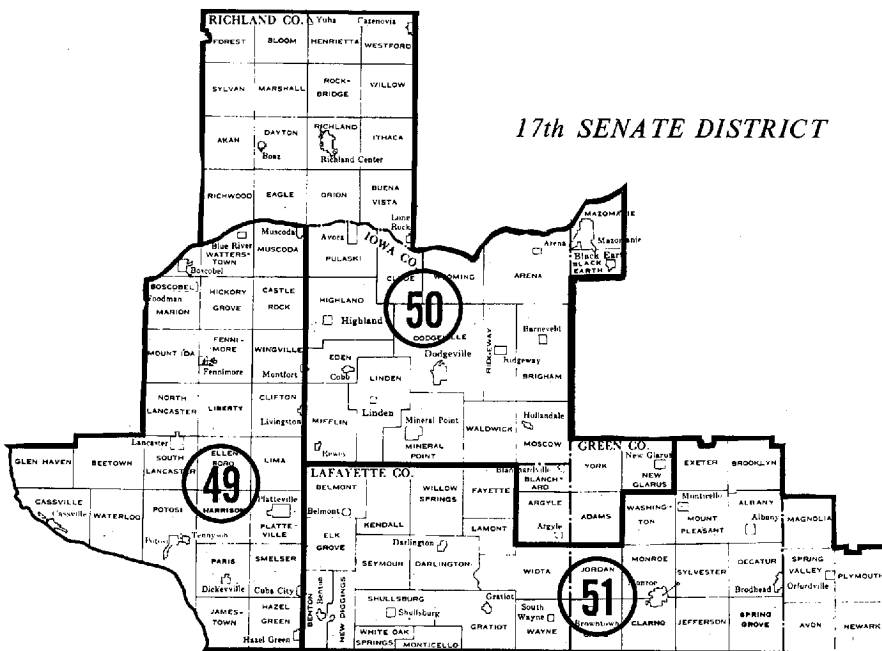 RICHLAND CO. Yuba Cazenovia
FOREST BLOOM HENRIETTA WESTFORD
SYLVAN MARSHALL ROCK-
BRIDGE WILLOW
17th SENATE DISTRICT
AKAN DAYTON RICHLAND ITHACA
Boaz Richland Center
RICHWOOD EAGLE ORION BUENA
VISTA
Lone
Rock
MAZOMANIE
Mazomanie
Black Earth
BLACK
EARTH
Blue River Muscoda Avoca IOWA CO. Arena
WATTERS-
TOWN MUSCODA PULASKI CLYDE WYOMING ARENA
Boscobel
BOSCOBEL HICKORY
GROVE CASTLE
ROCK HIGHLAND 50
Woodman
MARION Highland DODGEVILLE Barneveld
MOUNT IDA FENNI-
MORE WINGVILLE EDEN Dodgeville RIDGEWAY Ridgeway
Fennimore Montfort Cobb LINDEN BRIGHAM
NORTH
LANCASTER LIBERTY CLIFTON
Livingston Linden
MIFFLIN Mineral Point WALDWICK Hollandale
Rewey MINERAL
POINT MOSCOW
Lancaster GREEN CO.
GLEN HAVEN BEETOWN SOUTH
LANCASTER ELLEN-
BORO LIMA LAFAYETTE CO. Blanchardville YORK New Glarus EXETER BROOKLYN
49 BELMONT WILLOW
SPRINGS FAYETTE BLANCH-
ARD NEW
GLARUS
CASSVILLE
Cassville WATERLOO POTOSI HARRISON Platteville
PLATTE-
VILLE Belmont KENDALL LAMONT ARGYLE
Argyle ADAMS WASHING-
TON Monticello
MOUNT
PLEASANT ALBANY
Albany MAGNOLIA
Potosi Tennyson ELK
GROVE Darlington
PARIS SMELSER SEYMOUR DARLINGTON WIOTA JORDAN MONROE SYLVESTER DECATUR SPRING
VALLEY PLYMOUTH
Dickeyville Cuba City BENTON Benton NEW DIGGINGS SHULLSBURG
Shullsburg Gratiot 51 Monroe Brodhead Orfordville
JAMES-
TOWN HAZEL
GREEN
Hazel Green WHITE OAK
SPRINGS MONTICELLO GRATIOT South
Wayne
WAYNE Browntown CLARNO JEFFERSON SPRING
GROVE AVON NEWARK